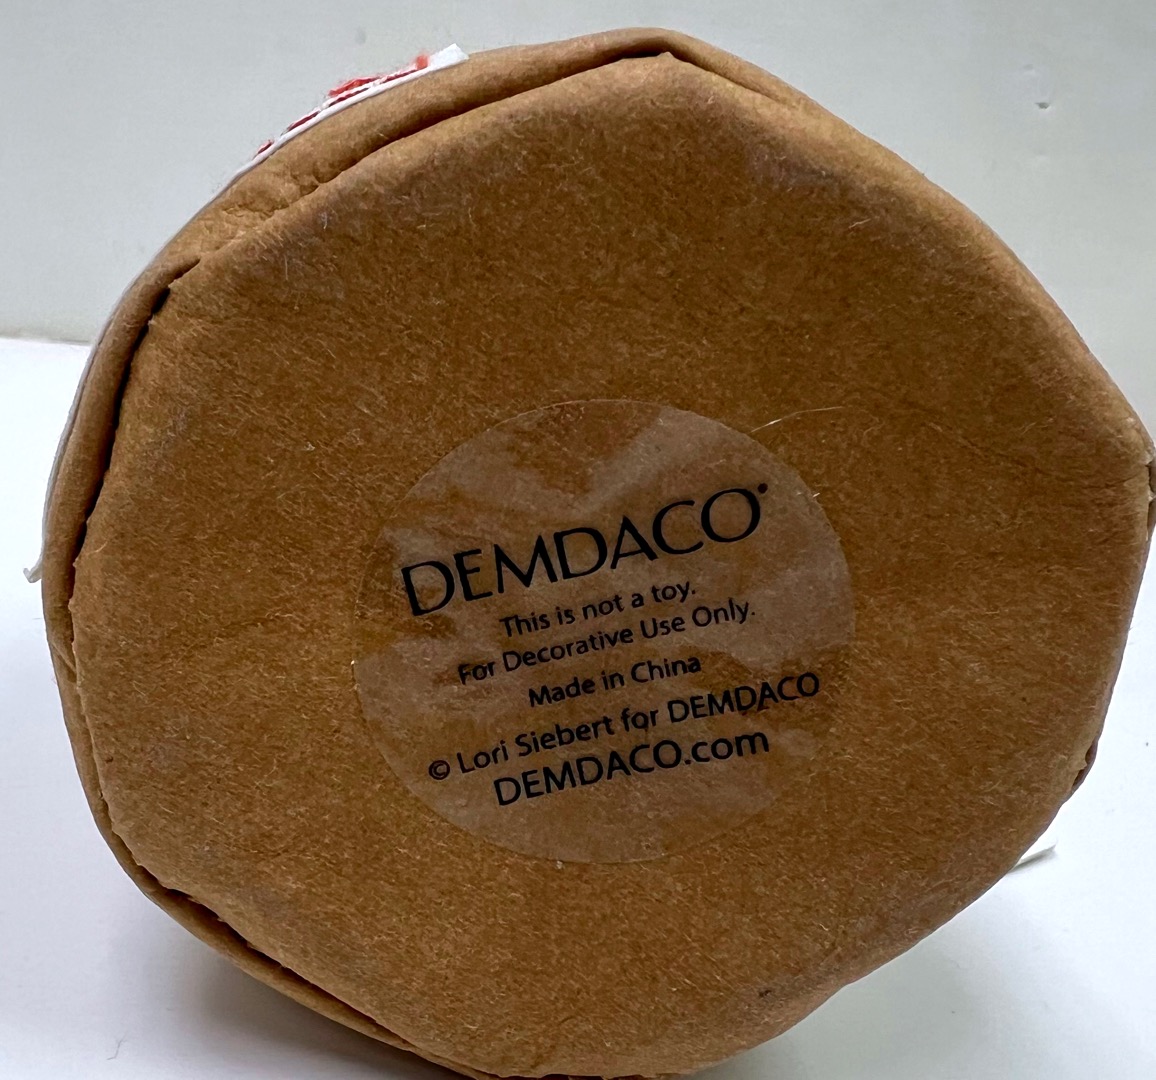 DEMDACO
This is not a toy.
For Decorative Use Only.
Made in China
© Lori Siebert for DEMDACO
DEMDACO.com